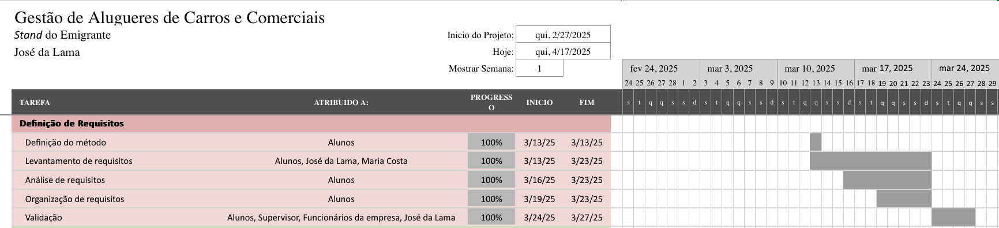 Gestão de Alugueres de Carros e Comerciais
Stand do Emigrante
José da Lama
Inicio do Projeto: qui, 2/27/2025
Hoje: qui, 4/17/2025
Mostrar Semana: 1
fev 24, 2025 mar 3, 2025 mar 10, 2025 mar 17, 2025 mar 24, 2025
24 25 26 27 28 1 2 3 4 5 6 7 8 9 10 11 12 13 14 15 16 17 18 19 20 21 22 23 24 25 26 27 28 29
TAREFA ATRIBUIDO A: PROGRESS
O INICIO FIM s t q q s s d s t q q s s d s t q q s s d s t q q s s d s t q q s s
Definição de Requisitos
Definição do método Alunos 100% 3/13/25 3/13/25
Levantamento de requisitos Alunos, José da Lama, Maria Costa 100% 3/13/25 3/23/25
Análise de requisitos Alunos 100% 3/16/25 3/23/25
Organização de requisitos Alunos 100% 3/19/25 3/23/25
Validação Alunos, Supervisor, Funcionários da empresa, José da Lama 100% 3/24/25 3/27/25